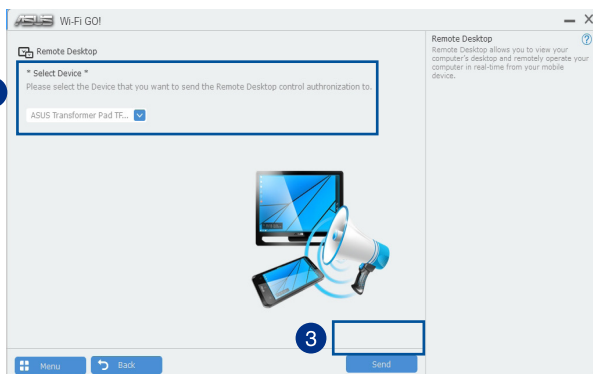 ASUS Wi-Fi GO!
Remote Desktop
" Select Device "
Please select the Device that you want to send the Remote Desktop control authronization to.
ASUS Transformer Pad TF...
3
Menu
Back
Send
Remote Desktop
Remote Desktop allows you to view your
computer's desktop and remotely operate your
computer in real-time from your mobile
device.
?